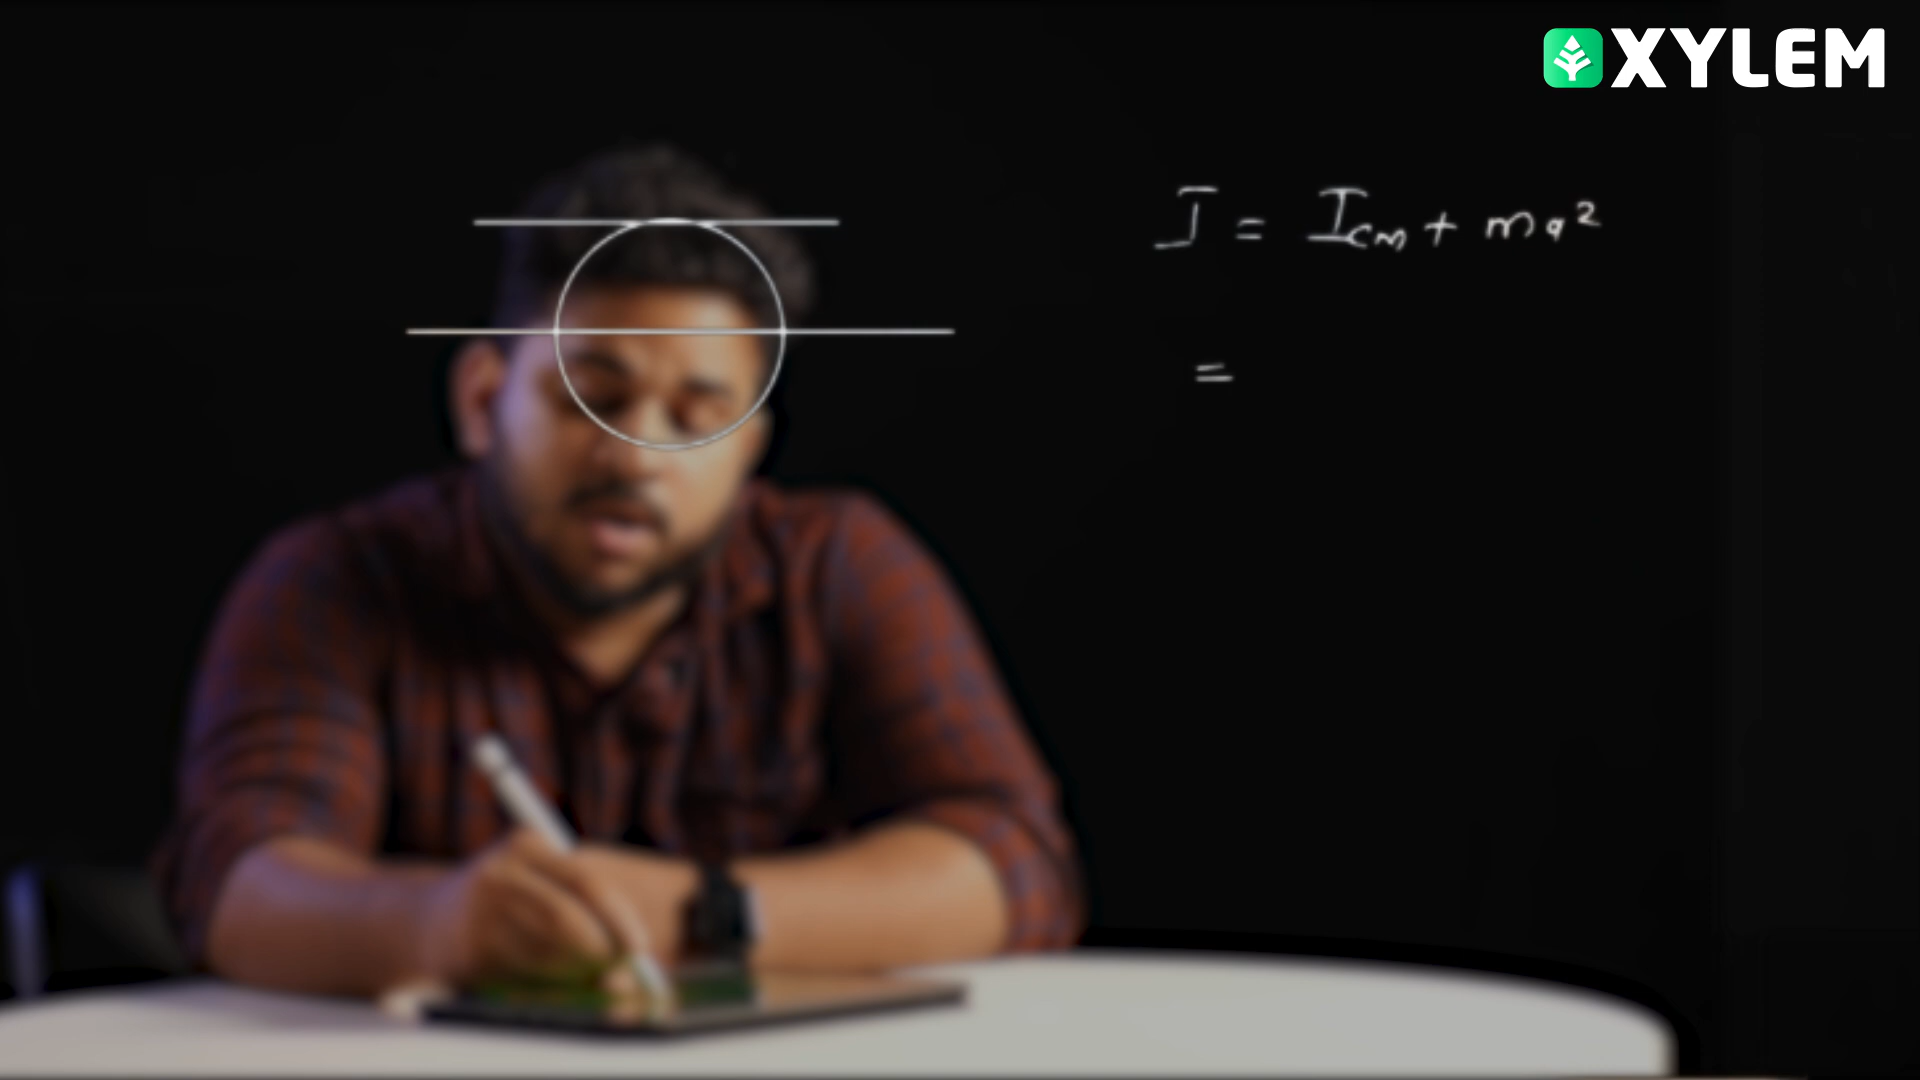 XYLEM
I = Icm + ma²
=